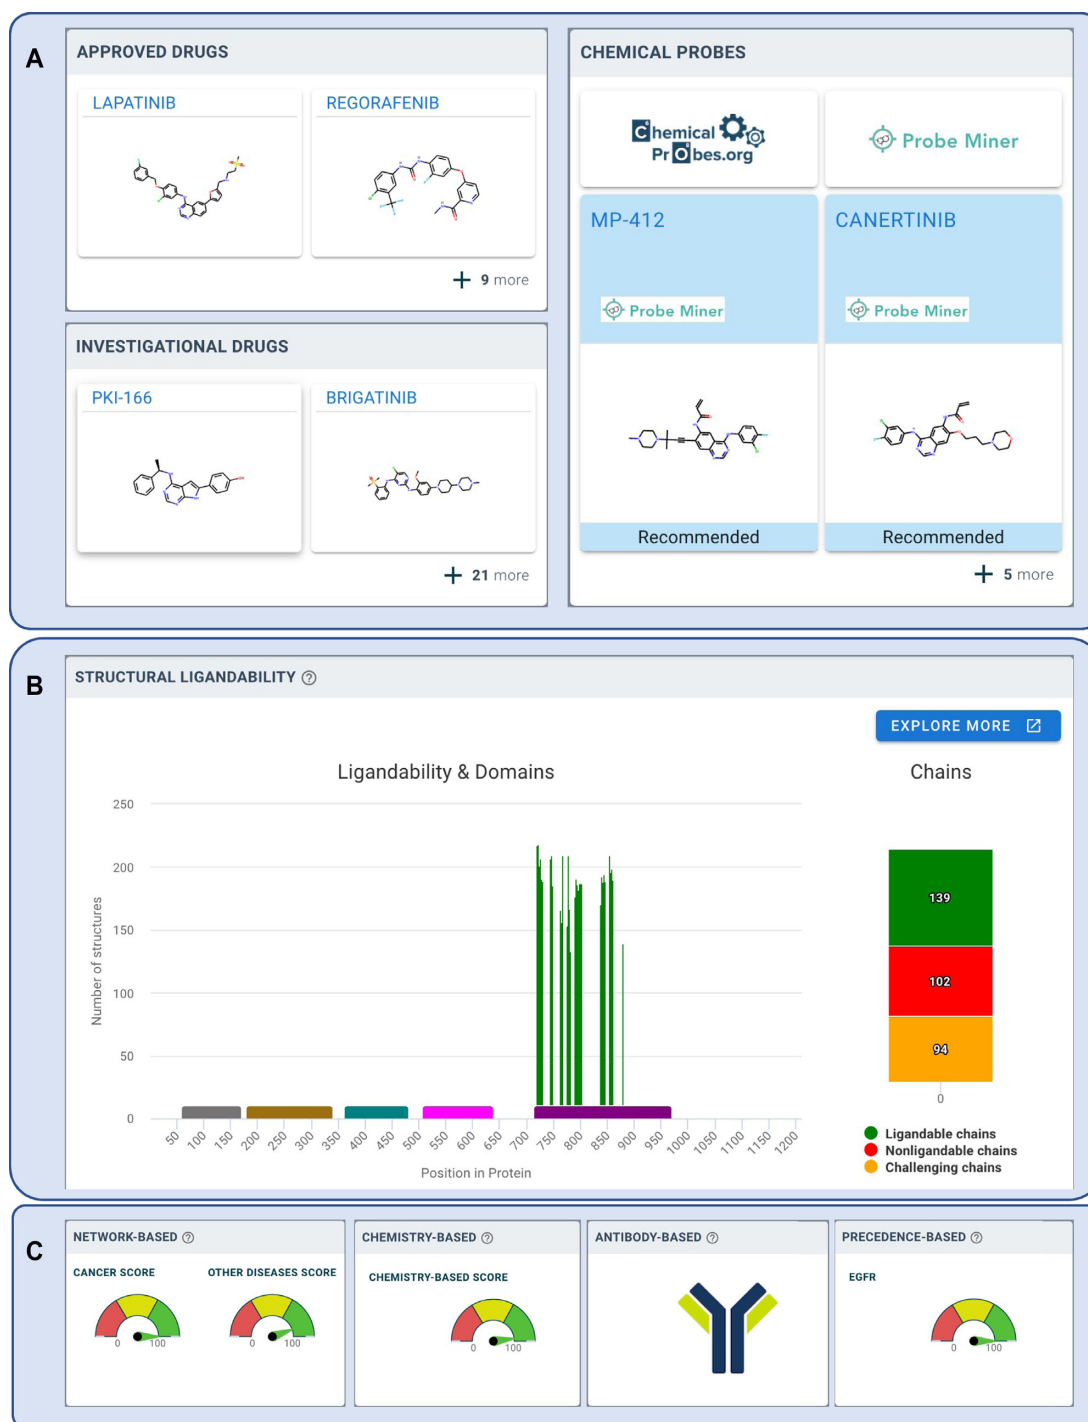 A
APPROVED DRUGS
LAPATINIB
REGORAFENIB
+ 9 more
INVESTIGATIONAL DRUGS
PKI-166
BRIGATINIB
+ 21 more
CHEMICAL PROBES
Chemical
PrObes.org
Probe Miner
MP-412
CANERTINIB
Probe Miner
Probe Miner
Recommended
Recommended
+ 5 more
B
STRUCTURAL LIGANDABILITY ?
EXPLORE MORE
Ligandability & Domains
Number of structures
250
200
150
100
50
0
50 100 150 200 250 300 350 400 450 500 550 600 650 700 750 800 850 900 950 1000 1050 1100 1150 1200
Position in Protein
Chains
139
102
94
0
Ligandable chains
Nonligandable chains
Challenging chains
C
NETWORK-BASED ?
CANCER SCORE
OTHER DISEASES SCORE
0 100
0 100
CHEMISTRY-BASED ?
CHEMISTRY-BASED SCORE
0 100
ANTIBODY-BASED ?
PRECEDENCE-BASED ?
EGFR
0 100